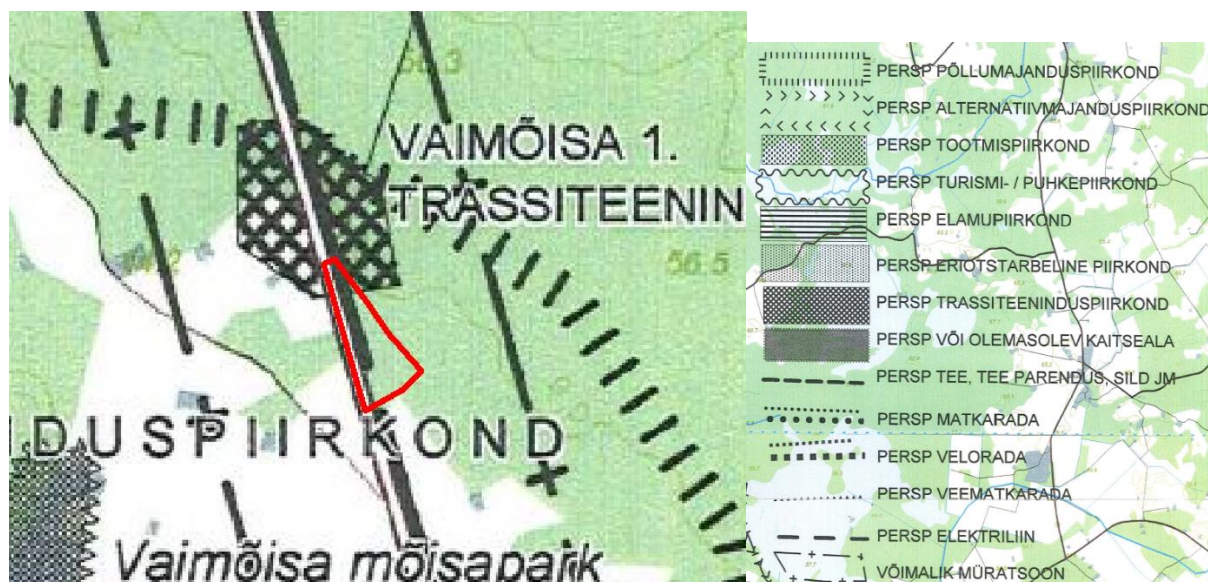 56.3
VAIMÕISA 1.
TRASSITEENIN
56.5
DUSPIIRKOND
Vaimõisa mõisapark
PERSP PÕLLUMAJANDUSPIIRKOND
PERSP ALTERNATIIVMAJANDUSPIIRKOND
PERSP TOOTMISPIIRKOND
PERSP TURISMI- / PUHKEPIIRKOND
PERSP ELAMUPIIRKOND
PERSP ERIOTSTARBELINE PIIRKOND
PERSP TRASSITEENINDUSPIIRKOND
PERSP VÕI OLEMASOLEV KAITSEALA
PERSP TEE, TEE PARENDUS, SILD JM
PERSP MATKARADA
PERSP VELORADA
PERSP VEEMATKARADA
PERSP ELEKTRILIIN
VÕIMALIK MÜRATSOON